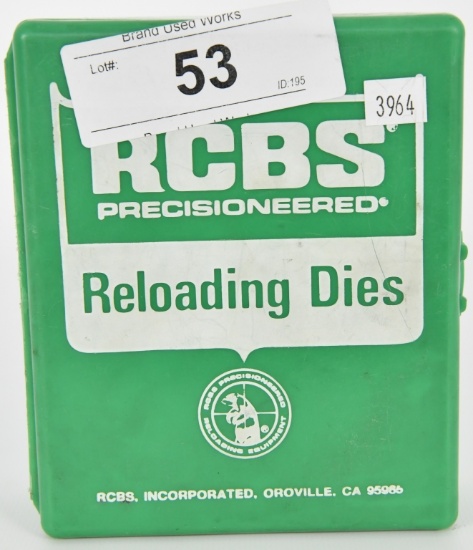 Brand Used Works
Lot#: 53 ID:195
3964
RCBS®
PRECISIONEERED®
Reloading Dies
RCBS PRECISIONEERED
RELOADING EQUIPMENT
®
RCBS, INCORPORATED, OROVILLE, CA 95965